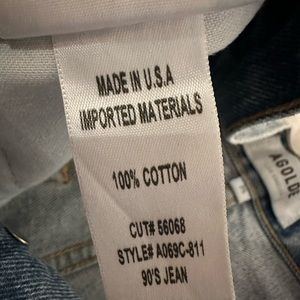 MADE IN U.S.A
IMPORTED MATERIALS
100% COTTON
CUT# 56068
STYLE# A069C-811
90'S JEAN
AGOLDE